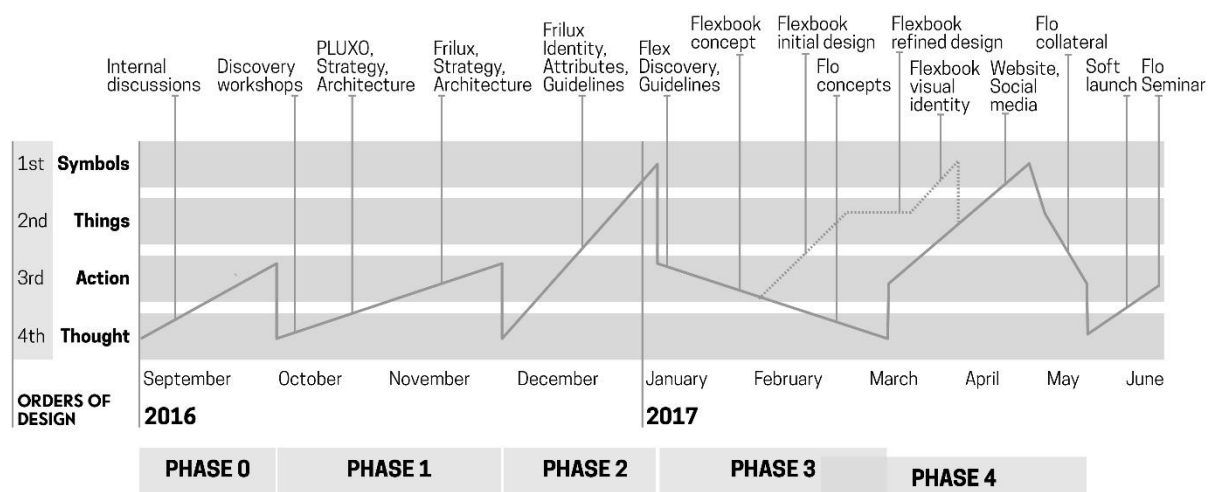 Internal
discussions
Discovery
workshops
PLUXO,
Strategy,
Architecture
Frilux,
Strategy,
Architecture
Frilux
Identity,
Attributes,
Guidelines
Flex
Discovery,
Guidelines
Flexbook
concept
Flexbook
initial design
Flo
concepts
Flexbook
refined design
Flexbook
visual
identity
Website,
Social
media
Flo
collateral
Soft
launch
Flo
Seminar
1st Symbols
2nd Things
3rd Action
4th Thought
ORDERS OF
DESIGN
September October November December January February March April May June
2016 2017
PHASE 0 PHASE 1 PHASE 2 PHASE 3 PHASE 4